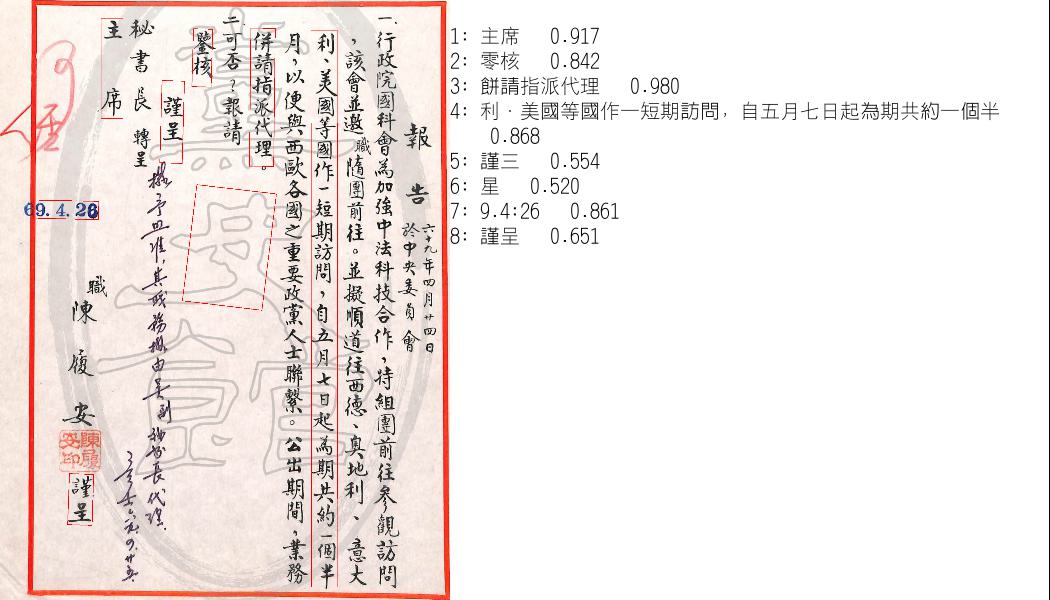 報告
六十九年四月廿四日
於中央委員會
一.行政院國科會為加強中法科技合作,特組團前往參觀訪問
,該會並邀職隨團前往。並擬順道往西德、奧地利、意大
利、美國等國作一短期訪問,自五月七日起為期共約一個半
月,以便與西歐各國之重要政黨人士聯繫。公出期間,業務
併請指派代理。
二.可否?報請
鑒核
謹呈
秘書長 轉呈
主席
擬予照准,其職務擬由吳副秘書長代理.
69.4.26
職
陳履安
陳履安印
謹呈
1: 主席 0.917
2: 零核 0.842
3: 餅請指派代理 0.980
4: 利.美國等國作一短期訪問,自五月七日起為期共約一個半
0.868
5: 謹三 0.554
6: 星 0.520
7: 9.4:26 0.861
8: 謹呈 0.651